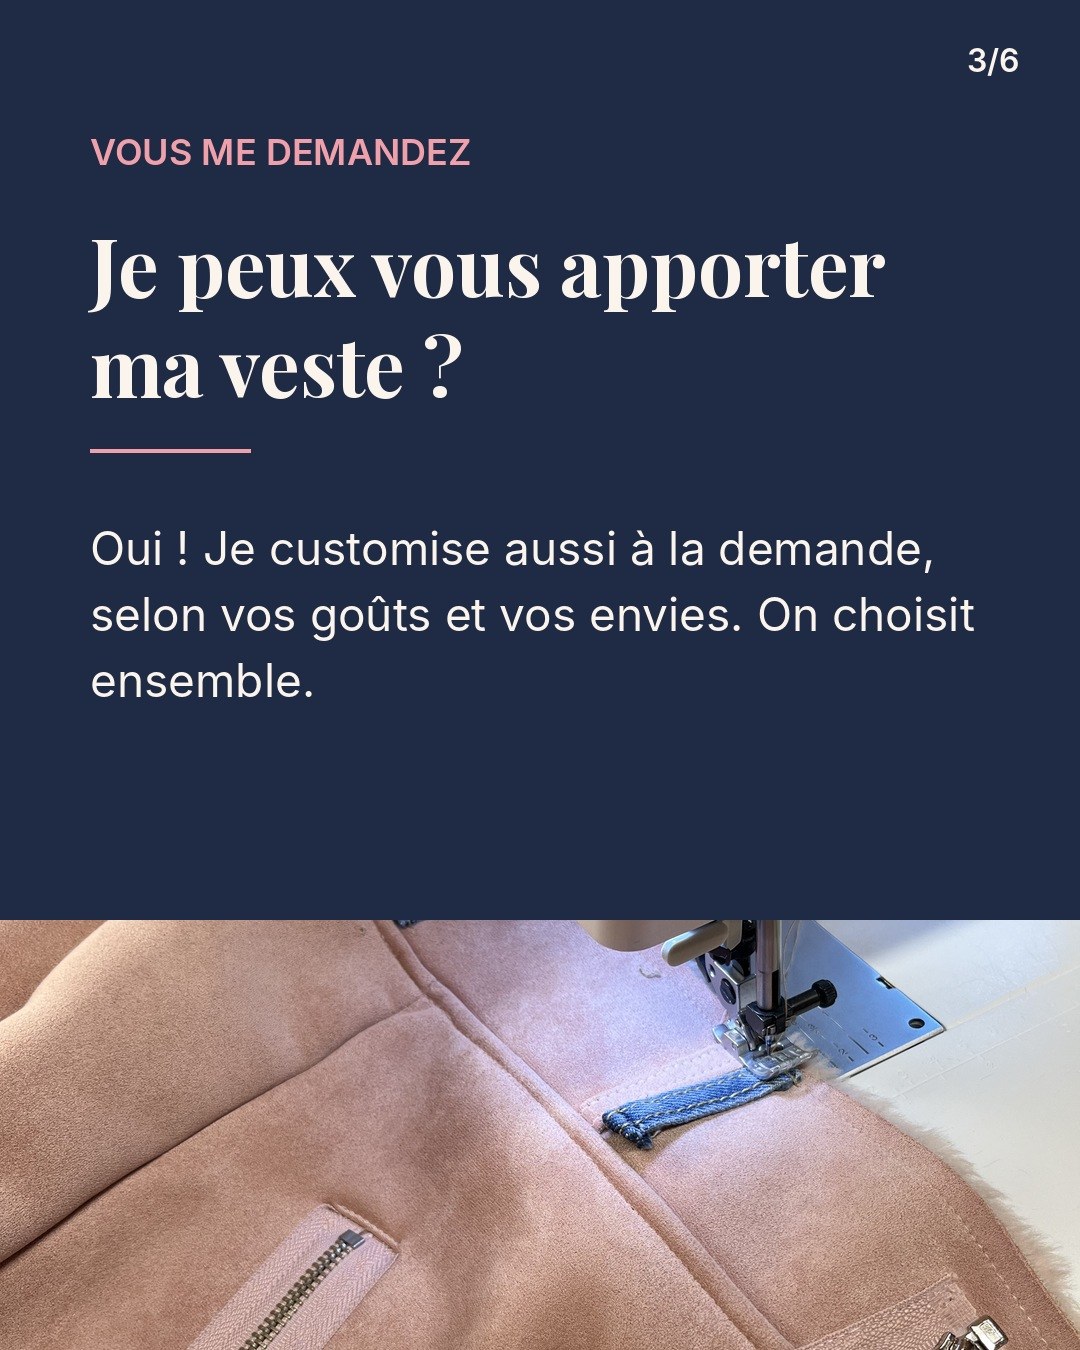 3/6
VOUS ME DEMANDEZ
Je peux vous apporter
ma veste ?
Oui ! Je customise aussi à la demande,
selon vos goûts et vos envies. On choisit
ensemble.